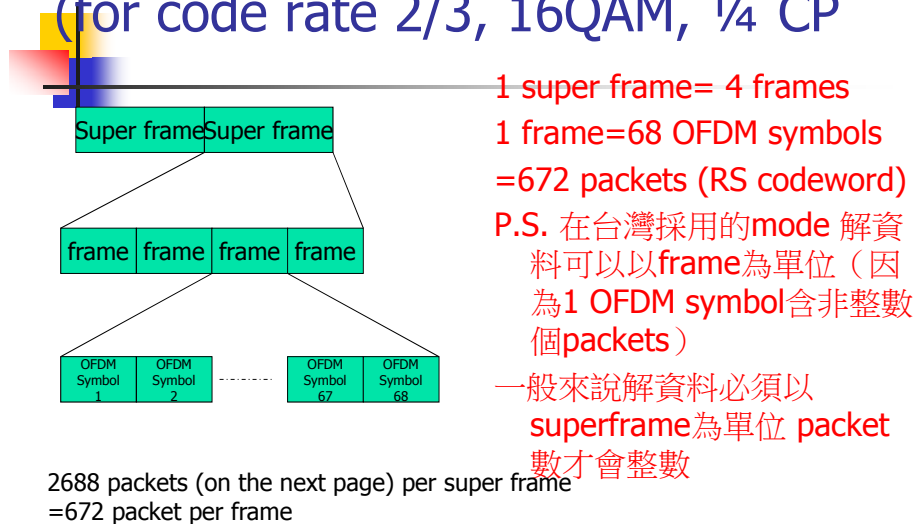 (for code rate 2/3, 16QAM, ¼ CP
Super frame Super frame
frame frame frame frame
OFDM Symbol 1
OFDM Symbol 2
OFDM Symbol 67
OFDM Symbol 68
1 super frame= 4 frames
1 frame=68 OFDM symbols
=672 packets (RS codeword)
P.S. 在台灣採用的mode 解資
料可以以frame為單位（因
為1 OFDM symbol含非整數
個packets）
一般來說解資料必須以
superframe為單位 packet
數才會整數
2688 packets (on the next page) per super frame
=672 packet per frame